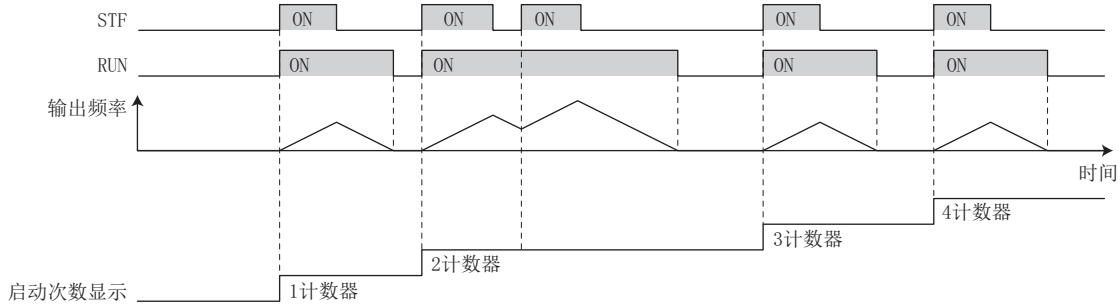 STF ON ON ON ON ON
RUN ON ON ON ON
输出频率
时间
4计数器
3计数器
2计数器
启动次数显示 1计数器